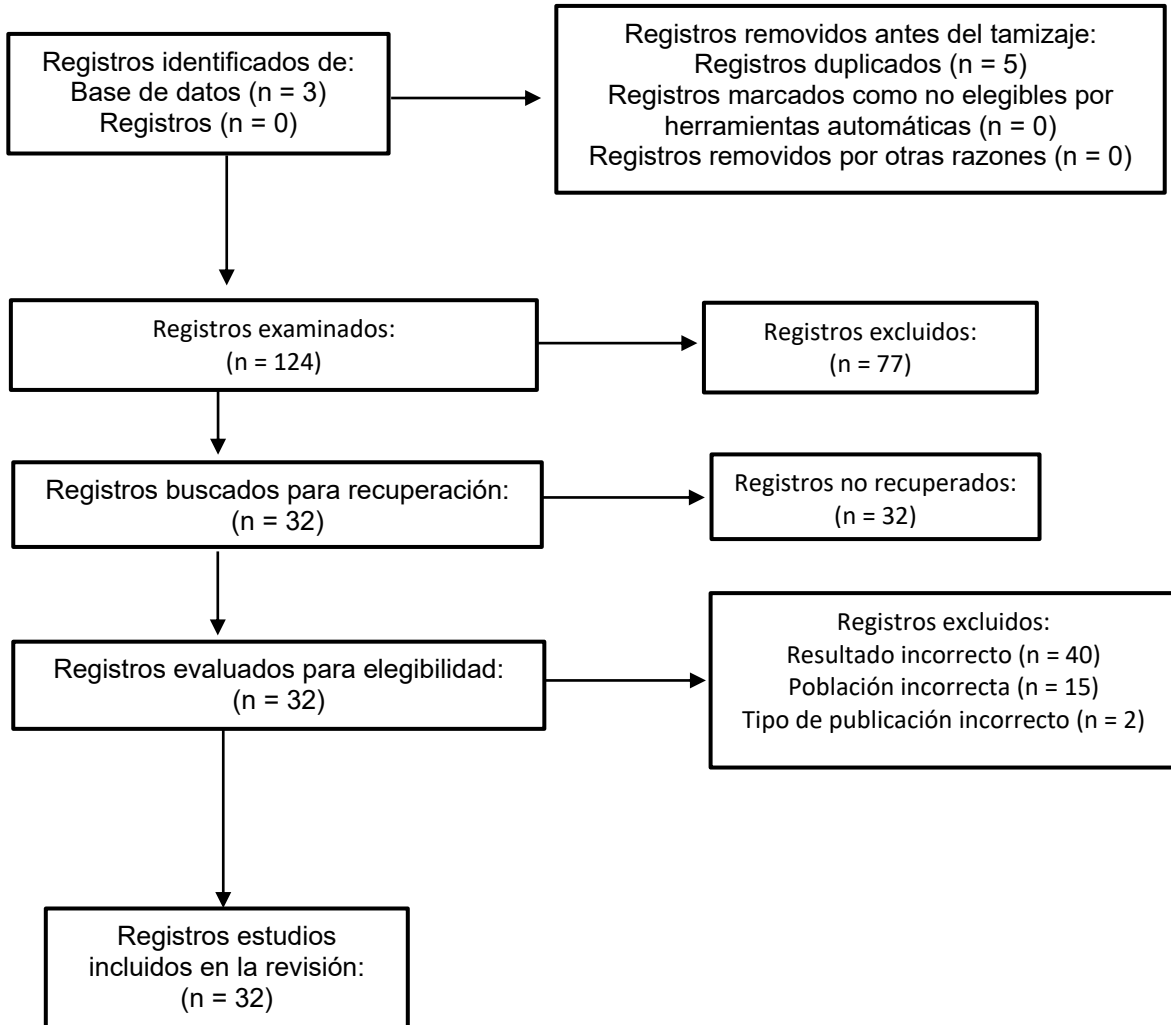 Registros identificados de:
Base de datos (n = 3)
Registros (n = 0)
Registros removidos antes del tamizaje:
Registros duplicados (n = 5)
Registros marcados como no elegibles por
herramientas automáticas (n = 0)
Registros removidos por otras razones (n = 0)
Registros examinados:
(n = 124)
Registros excluidos:
(n = 77)
Registros buscados para recuperación:
(n = 32)
Registros no recuperados:
(n = 32)
Registros evaluados para elegibilidad:
(n = 32)
Registros excluidos:
Resultado incorrecto (n = 40)
Población incorrecta (n = 15)
Tipo de publicación incorrecto (n = 2)
Registros estudios
incluidos en la revisión:
(n = 32)